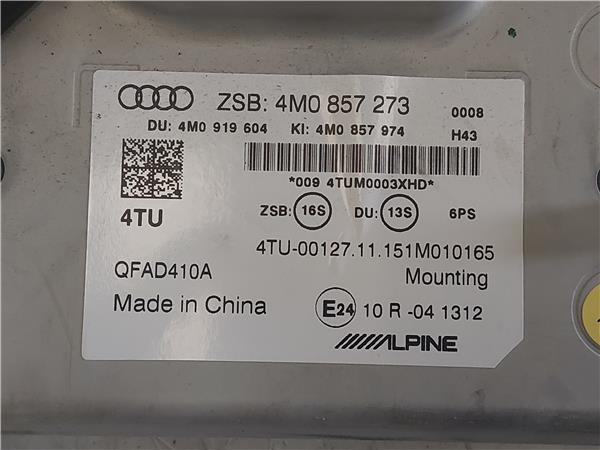 ZSB: 4M0 857 273 0008
DU: 4M0 919 604 KI: 4M0 857 974 H43
*009 4TUM0003XHD*
4TU ZSB: 16S DU: 13S 6PS
4TU-00127.11.151M010165
QFAD410A Mounting
Made in China E24 10 R -04 1312
ALPINE